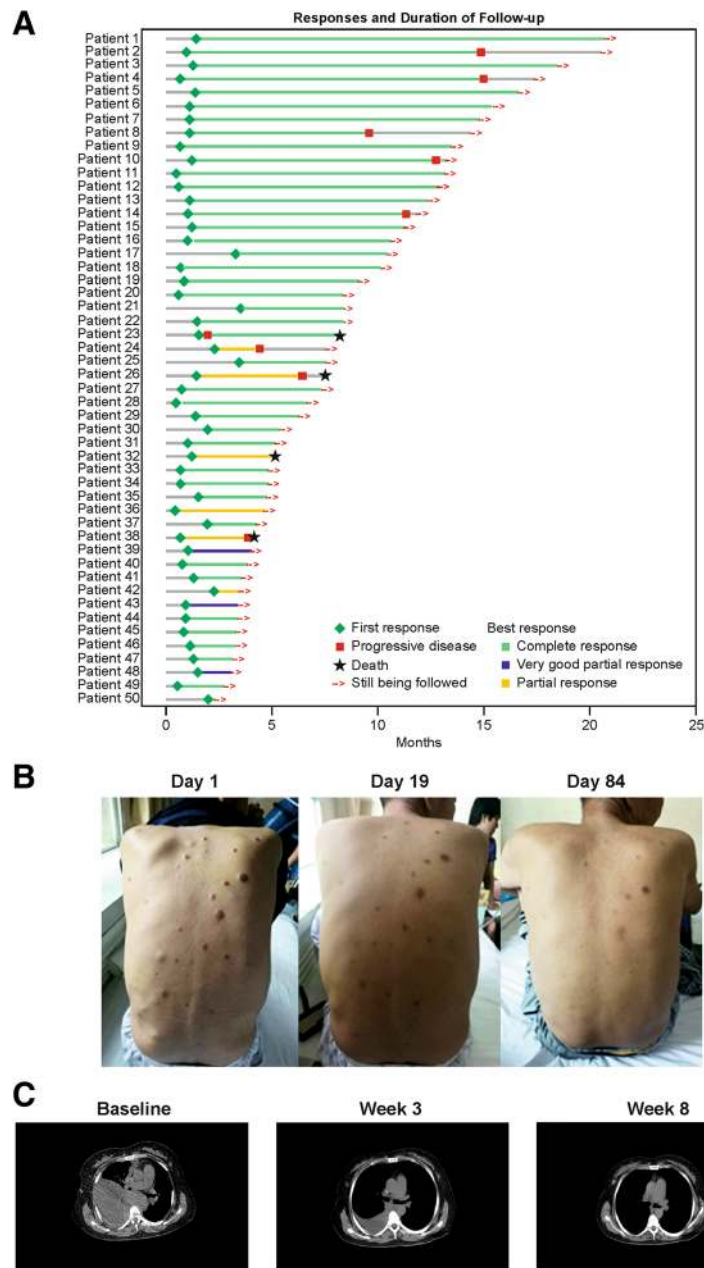 A
Responses and Duration of Follow-up
Patient 1
Patient 2
Patient 3
Patient 4
Patient 5
Patient 6
Patient 7
Patient 8
Patient 9
Patient 10
Patient 11
Patient 12
Patient 13
Patient 14
Patient 15
Patient 16
Patient 17
Patient 18
Patient 19
Patient 20
Patient 21
Patient 22
Patient 23
Patient 24
Patient 25
Patient 26
Patient 27
Patient 28
Patient 29
Patient 30
Patient 31
Patient 32
Patient 33
Patient 34
Patient 35
Patient 36
Patient 37
Patient 38
Patient 39
Patient 40
Patient 41
Patient 42
Patient 43
Patient 44
Patient 45
Patient 46
Patient 47
Patient 48
Patient 49
Patient 50
First response
Progressive disease
Death
Still being followed
Best response
Complete response
Very good partial response
Partial response
0 5 10 15 20 25
Months
B
Day 1 Day 19 Day 84
C
Baseline Week 3 Week 8